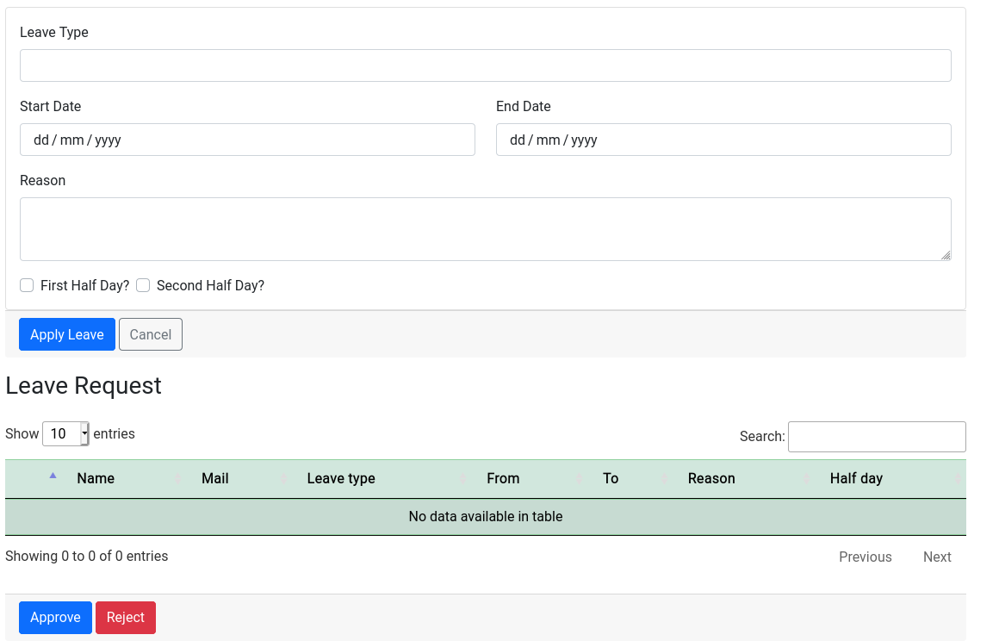 Leave Type
Start Date End Date
dd / mm / yyyy dd / mm / yyyy
Reason
First Half Day? Second Half Day?
Apply Leave Cancel
Leave Request
Show 10 entries Search:
Name Mail Leave type From To Reason Half day
No data available in table
Showing 0 to 0 of 0 entries Previous Next
Approve Reject